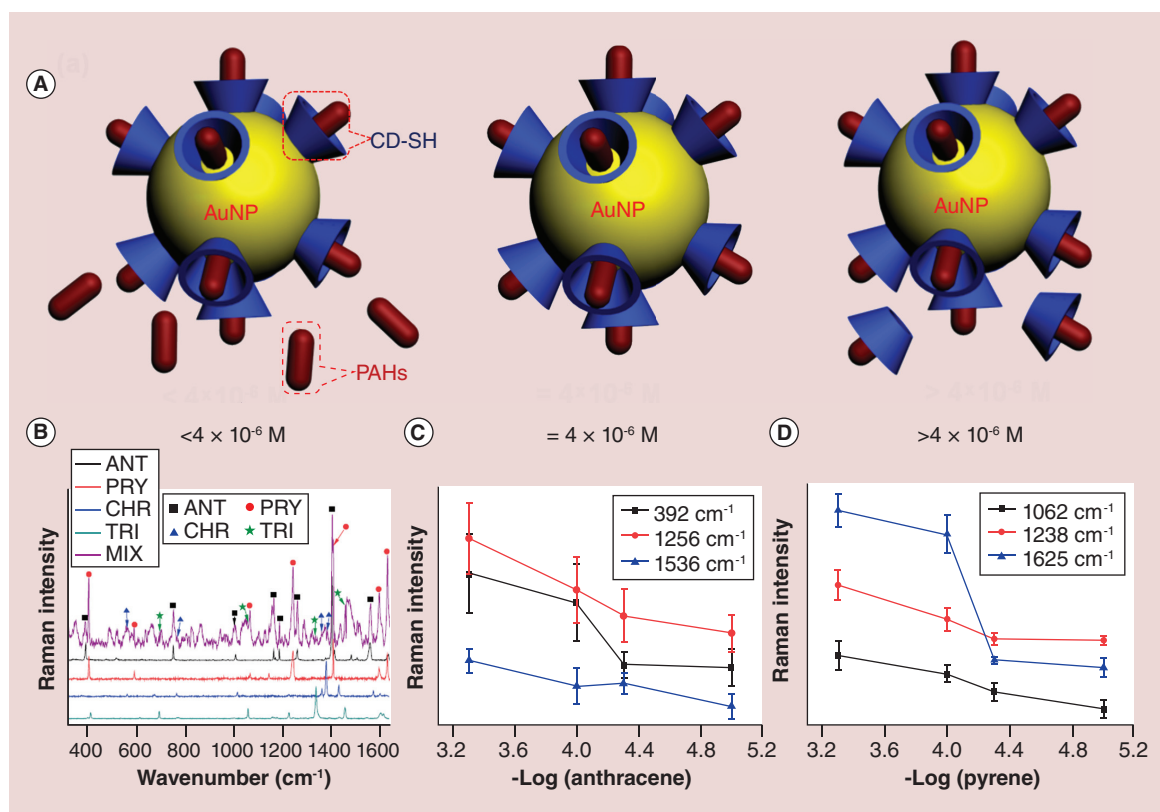 A
CD-SH
AuNP
AuNP
AuNP
PAHs
<4 × 10⁻⁶ M
= 4 × 10⁻⁶ M
>4 × 10⁻⁶ M
B
ANT
PRY
CHR
TRI
MIX
ANT PRY
CHR TRI
Raman intensity
400 600 800 1000 1200 1400 1600
Wavenumber (cm⁻¹)
C
392 cm⁻¹
1256 cm⁻¹
1536 cm⁻¹
Raman intensity
3.2 3.6 4.0 4.4 4.8 5.2
-Log (anthracene)
D
1062 cm⁻¹
1238 cm⁻¹
1625 cm⁻¹
Raman intensity
3.2 3.6 4.0 4.4 4.8 5.2
-Log (pyrene)